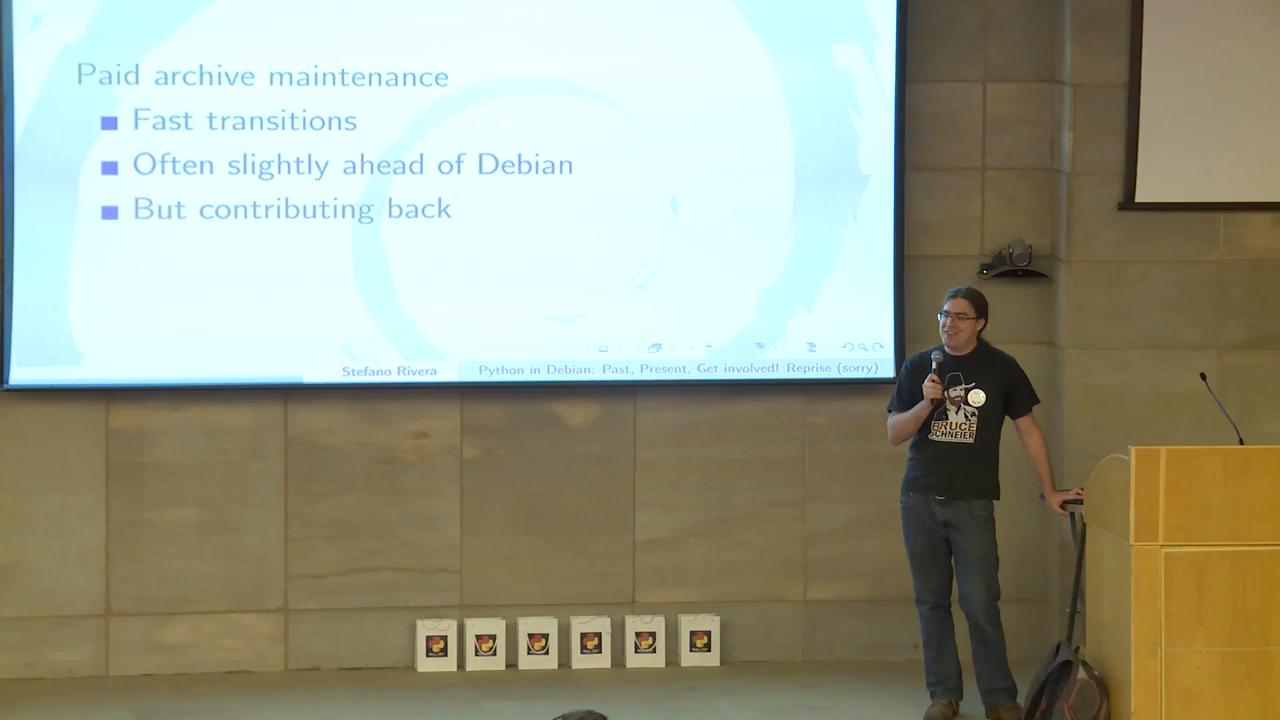 Paid archive maintenance
Fast transitions
Often slightly ahead of Debian
But contributing back
Stefano Rivera
Python in Debian: Past, Present, Get involved! Reprise (sorry)
BRUCE
SCHNEIER